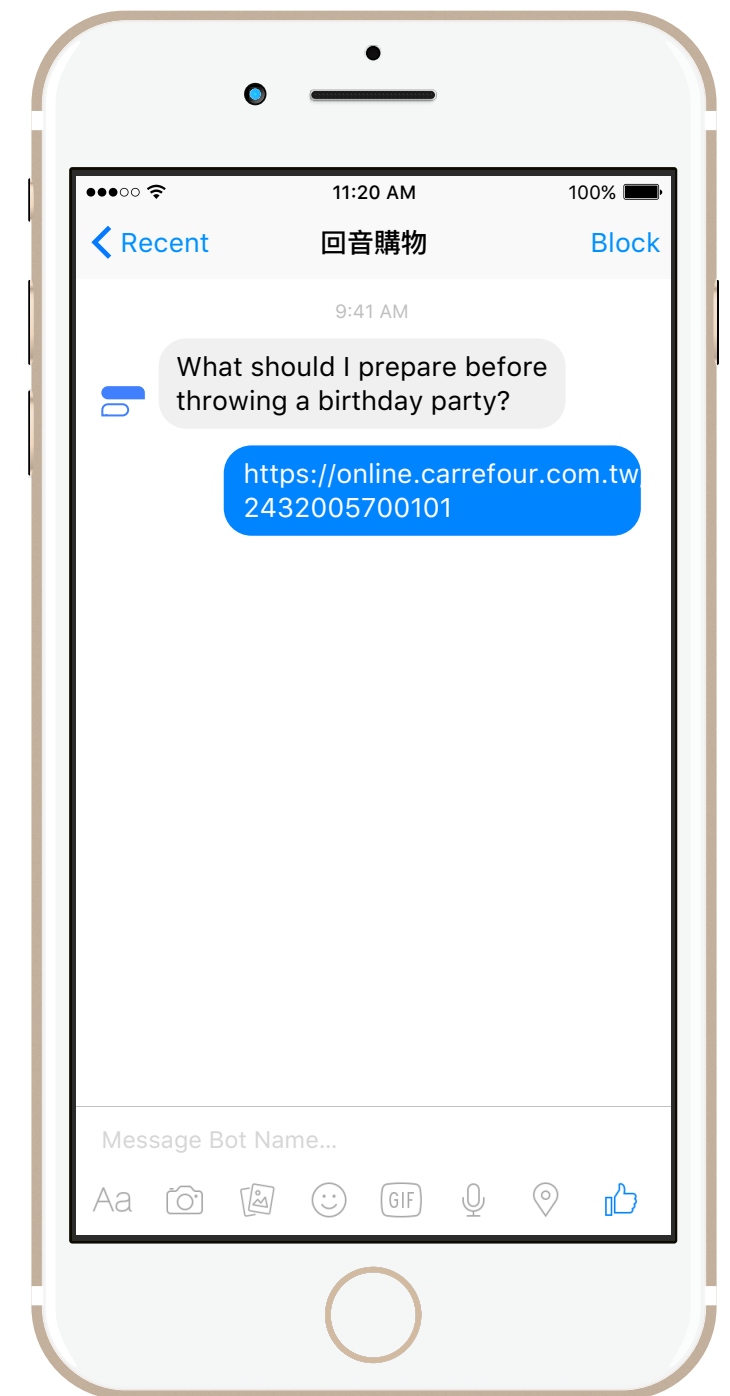 11:20 AM
100%
Recent
回音購物
Block
9:41 AM
What should I prepare before
throwing a birthday party?
https://online.carrefour.com.tw
2432005700101
Message Bot Name...
Aa
GIF